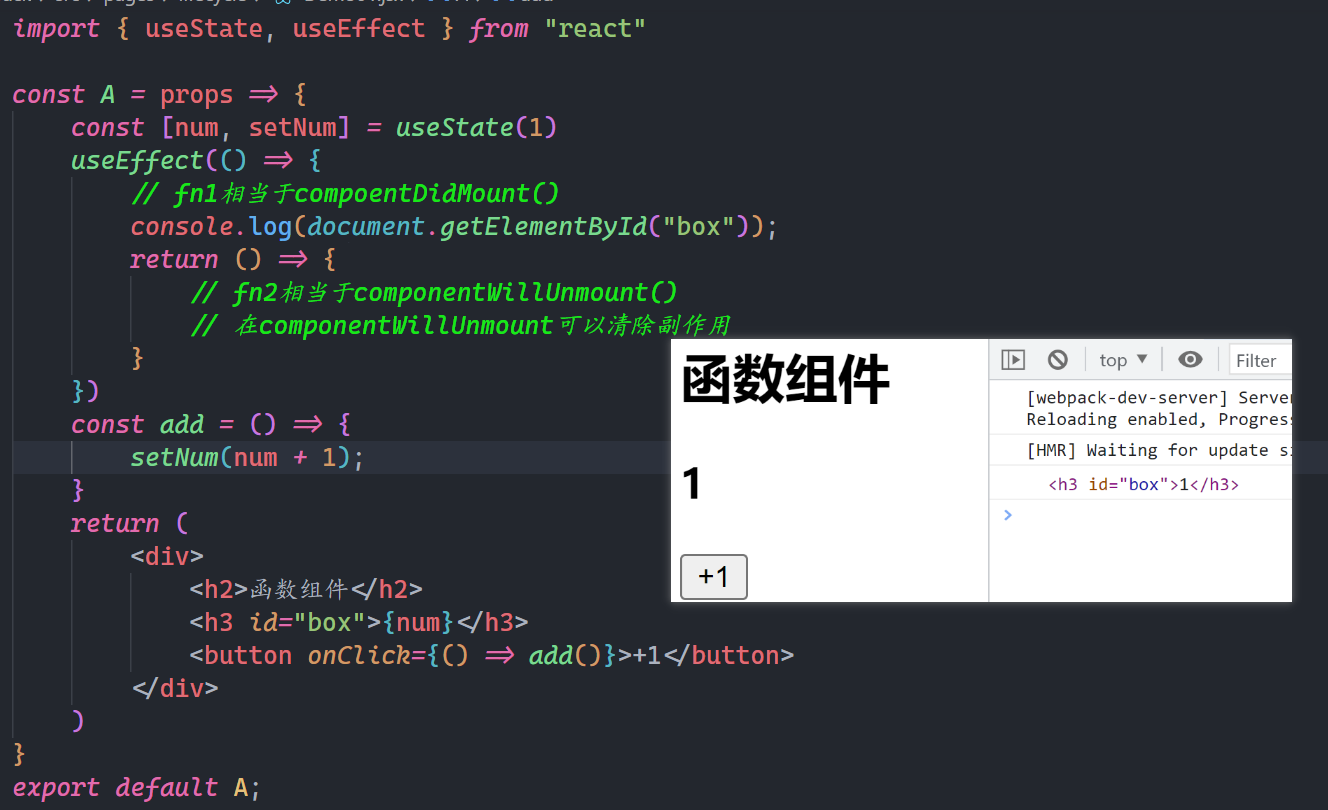 import { useState, useEffect } from "react"
const A = props => {
const [num, setNum] = useState(1)
useEffect(() => {
// fn1相当于compoentDidMount()
console.log(document.getElementById("box"));
return () => {
// fn2相当于componentWillUnmount()
// 在componentWillUnmount可以清除副作用
}
})
const add = () => {
setNum(num + 1);
}
return (
<div>
<h2>函数组件</h2>
<h3 id="box">{num}</h3>
<button onClick={() => add()}>+1</button>
</div>
)
}
export default A;
函数组件
1
+1
top
Filter
[webpack-dev-server] Server
Reloading enabled, Progress
[HMR] Waiting for update
<h3 id="box">1</h3>
>